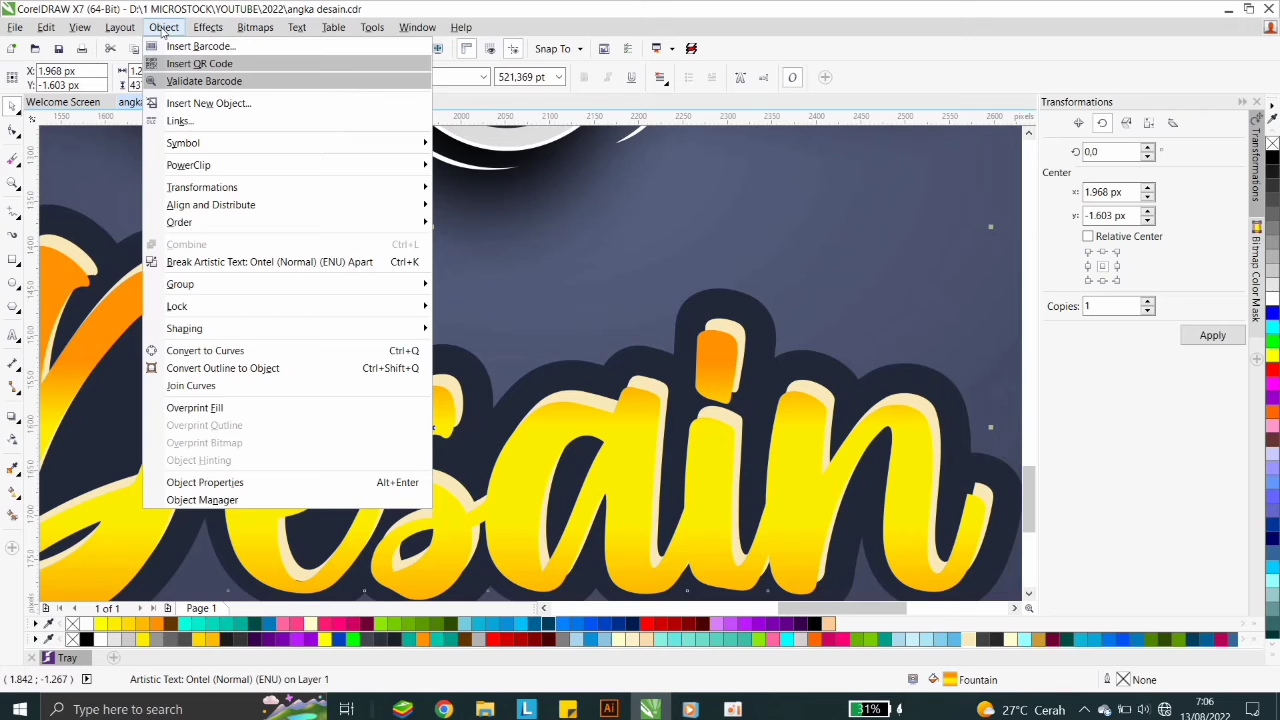 CorelDRAW X7 (64-Bit) - D:\1 MICROSTOCK\YOUTUBE\2022\angka desain.cdr
File Edit View Layout Object Effects Bitmaps Text Table Tools Window Help
Snap To
X: 1.968 px
Y: -1.603 px
521,369 pt
Welcome Screen
Insert Barcode...
Insert QR Code
Validate Barcode
Insert New Object...
Links...
Symbol
PowerClip
Transformations
Align and Distribute
Order
Combine Ctrl+L
Break Artistic Text: Ontel (Normal) (ENU) Apart Ctrl+K
Group
Lock
Shaping
Convert to Curves Ctrl+Q
Convert Outline to Object Ctrl+Shift+Q
Join Curves
Overprint Fill
Overprint Outline
Overprint Bitmap
Object Hinting
Object Properties Alt+Enter
Object Manager
1550 1600 2000 2050 2100 2150 2200 2250 2300 2350 2400 2450 2500 2550 2600 pixels
desain
Transformations
0,0 °
Center
x: 1.968 px
y: -1.603 px
Relative Center
Copies: 1
Apply
Transformations
Bitmap Color Mask
1 of 1 Page 1
Tray
(1.842; -1.267) Artistic Text: Ontel (Normal) (ENU) on Layer 1 Fountain None
Type here to search
31%
27°C Cerah
7:06
13/08/2022